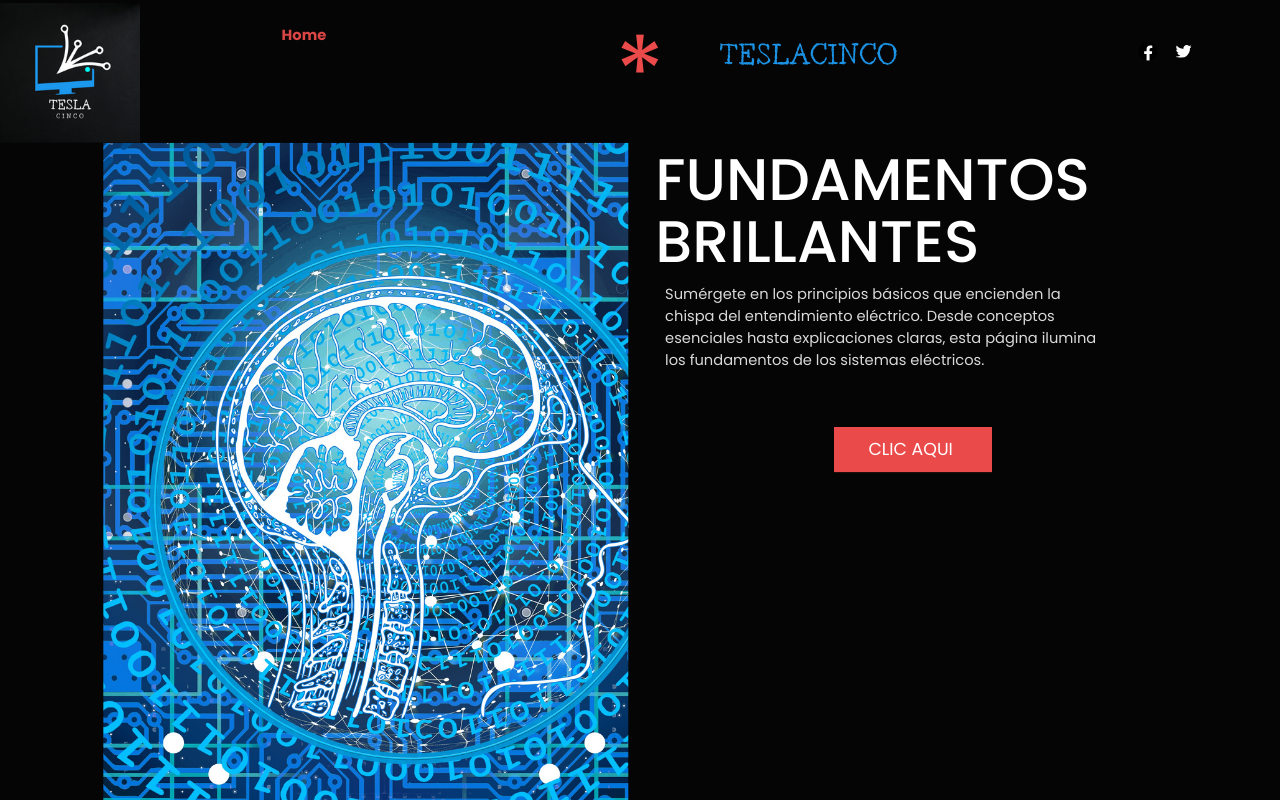 TESLA
CINCO
Home
TESLACINCO
FUNDAMENTOS
BRILLANTES
Sumérgete en los principios básicos que encienden la
chispa del entendimiento eléctrico. Desde conceptos
esenciales hasta explicaciones claras, esta página ilumina
los fundamentos de los sistemas eléctricos.
CLIC AQUI